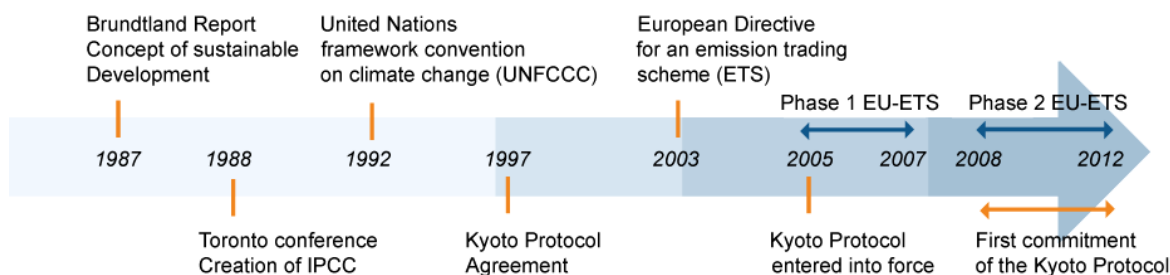 Brundtland Report
Concept of sustainable
Development
United Nations
framework convention
on climate change (UNFCCC)
European Directive
for an emission trading
scheme (ETS)
Phase 1 EU-ETS
Phase 2 EU-ETS
1987
1988
1992
1997
2003
2005
2007
2008
2012
Toronto conference
Creation of IPCC
Kyoto Protocol
Agreement
Kyoto Protocol
entered into force
First commitment
of the Kyoto Protocol